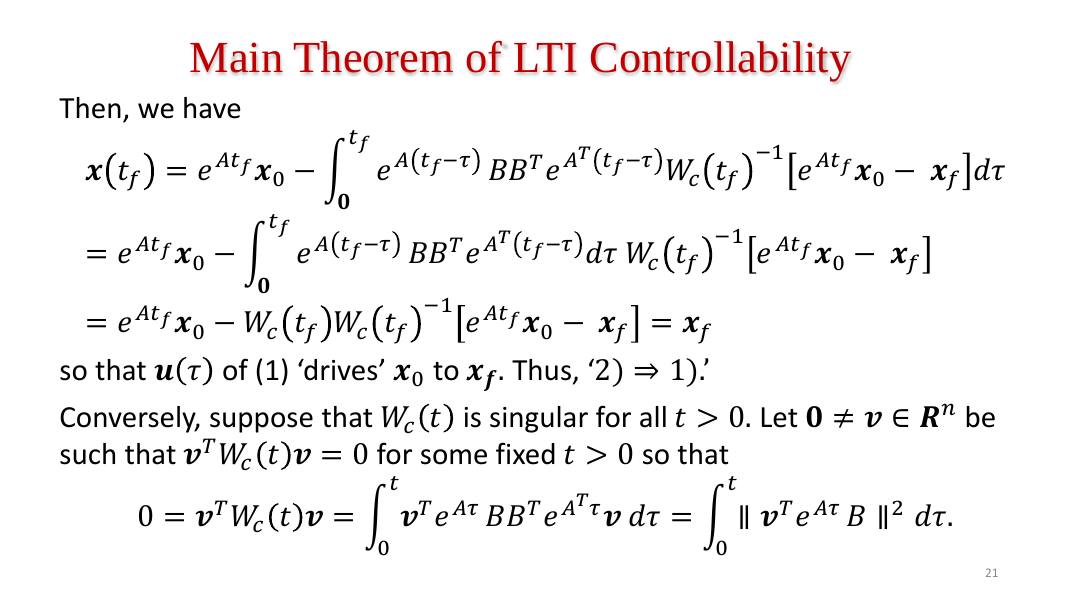 Main Theorem of LTI Controllability
Then, we have
𝒙(t_f) = e^{At_f}𝒙_0 − ∫_𝟎^{t_f} e^{A(t_f−τ)} BB^T e^{A^T(t_f−τ)} W_c(t_f)^{−1}[e^{At_f}𝒙_0 − 𝒙_f]dτ
= e^{At_f}𝒙_0 − ∫_𝟎^{t_f} e^{A(t_f−τ)} BB^T e^{A^T(t_f−τ)} dτ W_c(t_f)^{−1}[e^{At_f}𝒙_0 − 𝒙_f]
= e^{At_f}𝒙_0 − W_c(t_f)W_c(t_f)^{−1}[e^{At_f}𝒙_0 − 𝒙_f] = 𝒙_f
so that 𝒖(τ) of (1) ‘drives’ 𝒙_0 to 𝒙_𝒇. Thus, ‘2) ⇒ 1).’
Conversely, suppose that W_c(t) is singular for all t > 0. Let 𝟎 ≠ 𝒗 ∈ 𝑹^n be
such that 𝒗^T W_c(t)𝒗 = 0 for some fixed t > 0 so that
0 = 𝒗^T W_c(t)𝒗 = ∫_0^t 𝒗^T e^{Aτ} BB^T e^{A^Tτ}𝒗 dτ = ∫_0^t ∥ 𝒗^T e^{Aτ} B ∥^2 dτ.
21